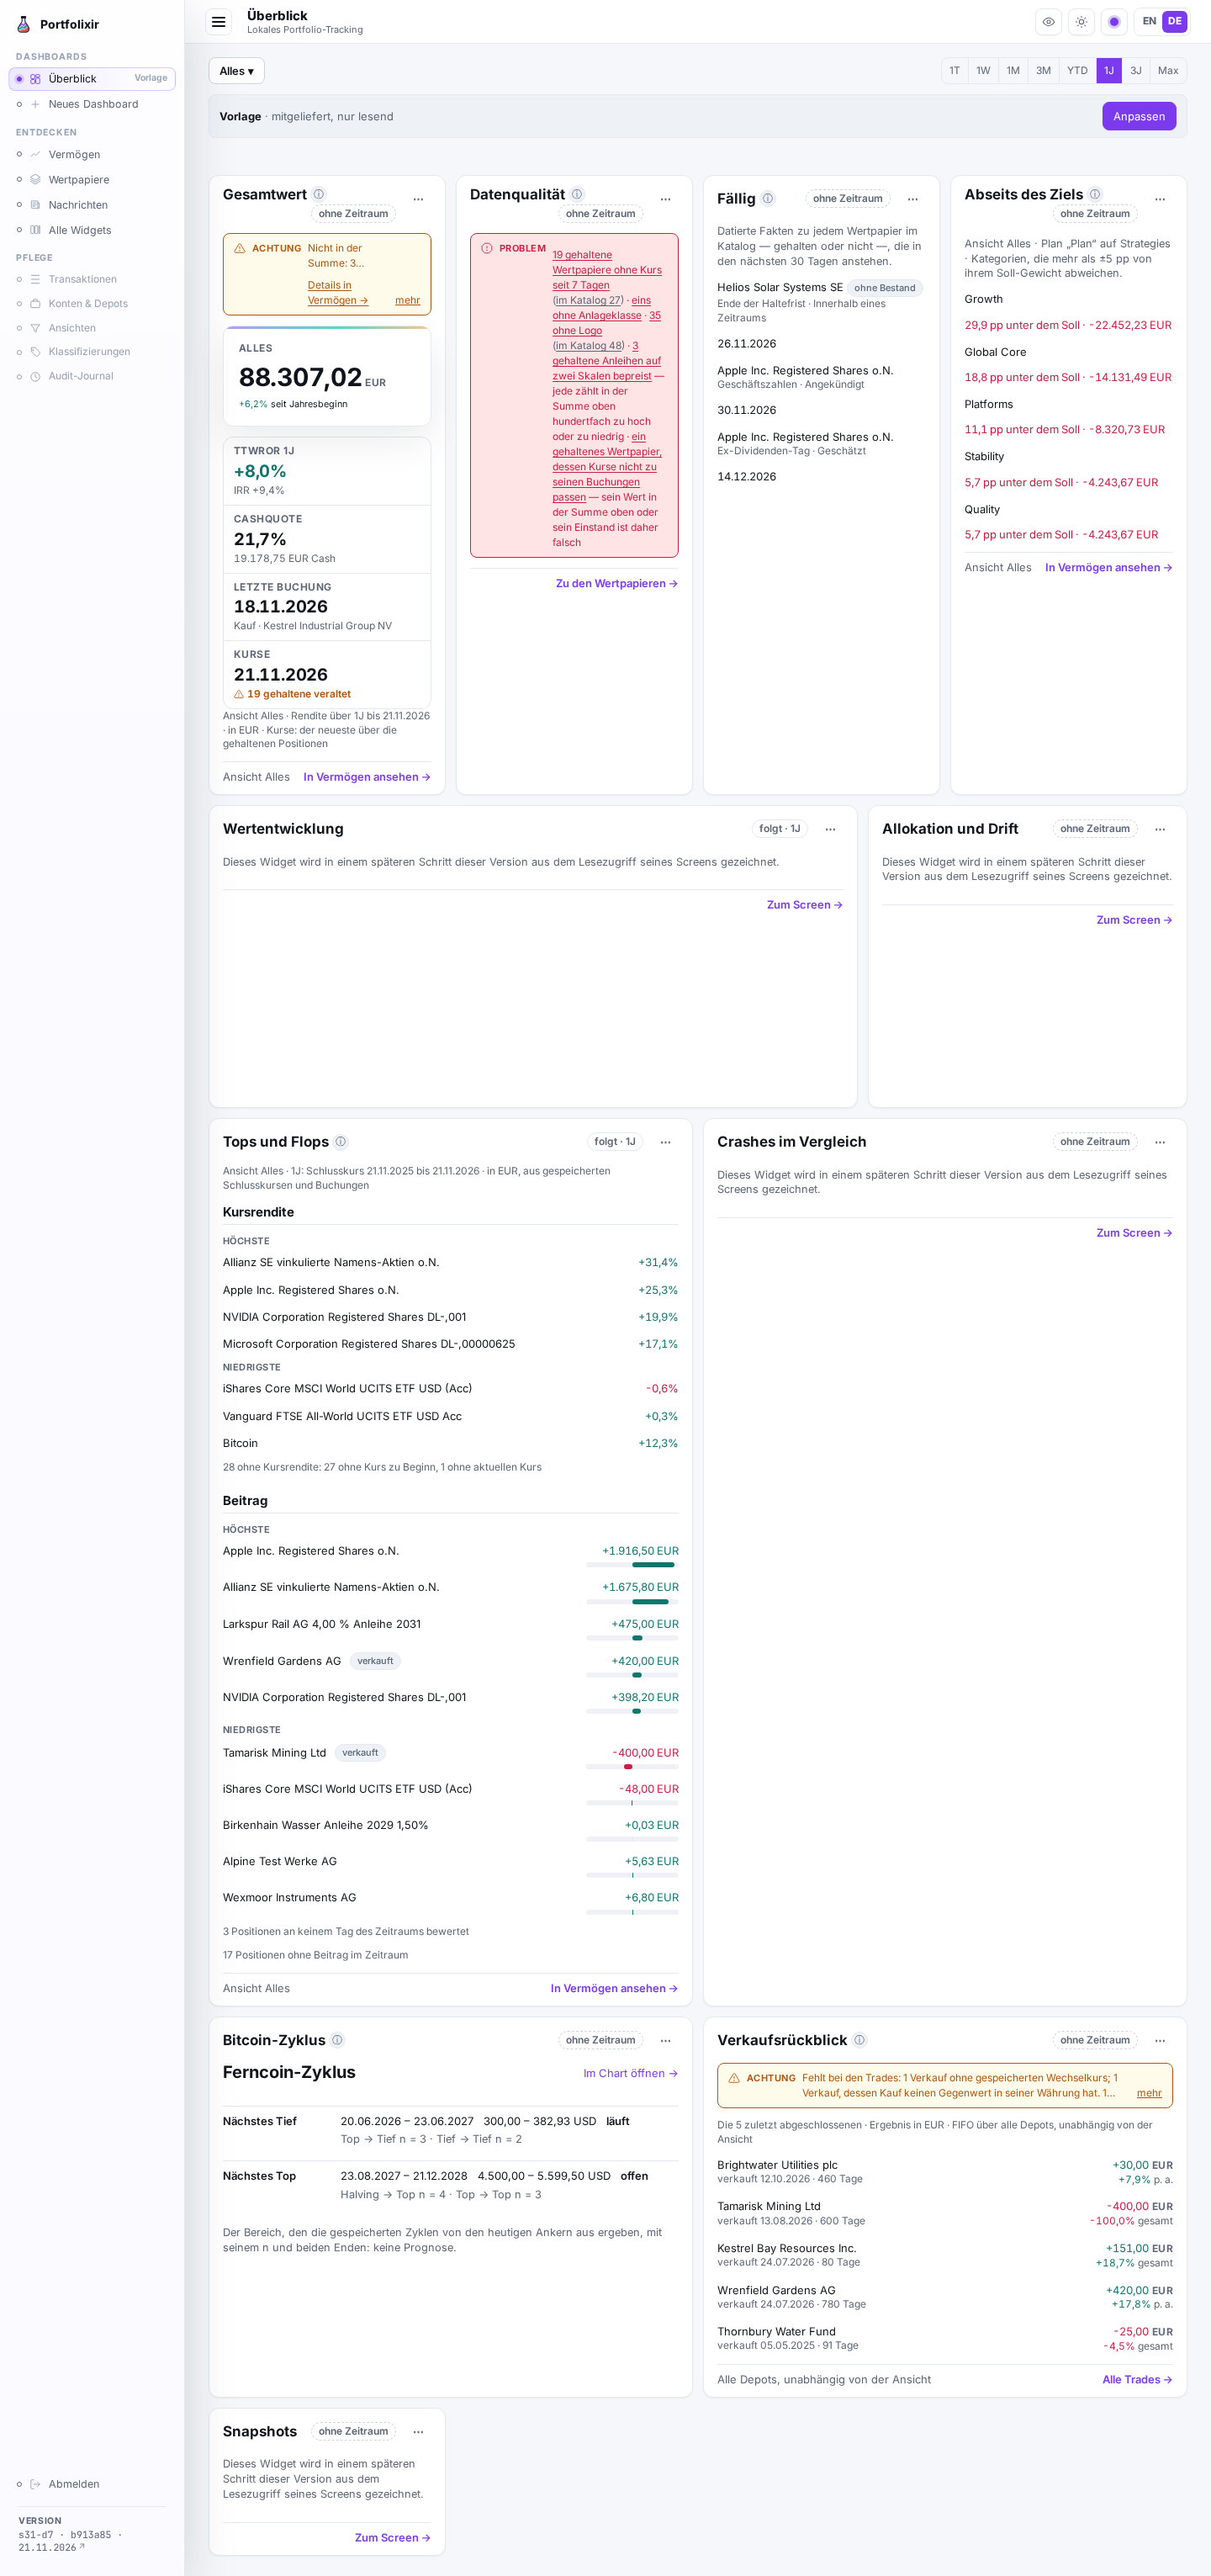 Portfolixir
DASHBOARDS
Überblick
Vorlage
Neues Dashboard
ENTDECKEN
Vermögen
Wertpapiere
Nachrichten
Alle Widgets
PFLEGE
Transaktionen
Konten & Depots
Ansichten
Klassifizierungen
Audit-Journal
Abmelden
VERSION
s31-d7 · b913a85 ·
21.11.2026 ↗
Überblick
Lokales Portfolio-Tracking
EN DE
Alles ▾
1T 1W 1M 3M YTD 1J 3J Max
Vorlage · mitgeliefert, nur lesend
Anpassen
Gesamtwert ⓘ
ohne Zeitraum
ACHTUNG
Nicht in der
Summe: 3…
Details in
Vermögen → mehr
ALLES
88.307,02 EUR
+6,2% seit Jahresbeginn
TTWROR 1J
+8,0%
IRR +9,4%
CASHQUOTE
21,7%
19.178,75 EUR Cash
LETZTE BUCHUNG
18.11.2026
Kauf · Kestrel Industrial Group NV
KURSE
21.11.2026
19 gehaltene veraltet
Ansicht Alles · Rendite über 1J bis 21.11.2026
· in EUR · Kurse: der neueste über die
gehaltenen Positionen
Ansicht Alles In Vermögen ansehen →
Datenqualität ⓘ
ohne Zeitraum
PROBLEM
19 gehaltene
Wertpapiere ohne Kurs
seit 7 Tagen
(im Katalog 27) · eins
ohne Anlageklasse · 35
ohne Logo
(im Katalog 48) · 3
gehaltene Anleihen auf
zwei Skalen bepreist —
jede zählt in der
Summe oben
hundertfach zu hoch
oder zu niedrig · ein
gehaltenes Wertpapier,
dessen Kurse nicht zu
seinen Buchungen
passen — sein Wert in
der Summe oben oder
sein Einstand ist daher
falsch
Zu den Wertpapieren →
Fällig ⓘ
ohne Zeitraum
Datierte Fakten zu jedem Wertpapier im
Katalog — gehalten oder nicht —, die in
den nächsten 30 Tagen anstehen.
Helios Solar Systems SE ohne Bestand
Ende der Haltefrist · Innerhalb eines
Zeitraums
26.11.2026
Apple Inc. Registered Shares o.N.
Geschäftszahlen · Angekündigt
30.11.2026
Apple Inc. Registered Shares o.N.
Ex-Dividenden-Tag · Geschätzt
14.12.2026
Abseits des Ziels ⓘ
ohne Zeitraum
Ansicht Alles · Plan „Plan” auf Strategies
· Kategorien, die mehr als ±5 pp von
ihrem Soll-Gewicht abweichen.
Growth
29,9 pp unter dem Soll · -22.452,23 EUR
Global Core
18,8 pp unter dem Soll · -14.131,49 EUR
Platforms
11,1 pp unter dem Soll · -8.320,73 EUR
Stability
5,7 pp unter dem Soll · -4.243,67 EUR
Quality
5,7 pp unter dem Soll · -4.243,67 EUR
Ansicht Alles In Vermögen ansehen →
Wertentwicklung
folgt · 1J
Dieses Widget wird in einem späteren Schritt dieser Version aus dem Lesezugriff seines Screens gezeichnet.
Zum Screen →
Allokation und Drift
ohne Zeitraum
Dieses Widget wird in einem späteren Schritt dieser
Version aus dem Lesezugriff seines Screens gezeichnet.
Zum Screen →
Tops und Flops ⓘ
folgt · 1J
Ansicht Alles · 1J: Schlusskurs 21.11.2025 bis 21.11.2026 · in EUR, aus gespeicherten
Schlusskursen und Buchungen
Kursrendite
HÖCHSTE
Allianz SE vinkulierte Namens-Aktien o.N. +31,4%
Apple Inc. Registered Shares o.N. +25,3%
NVIDIA Corporation Registered Shares DL-,001 +19,9%
Microsoft Corporation Registered Shares DL-,00000625 +17,1%
NIEDRIGSTE
iShares Core MSCI World UCITS ETF USD (Acc) -0,6%
Vanguard FTSE All-World UCITS ETF USD Acc +0,3%
Bitcoin +12,3%
28 ohne Kursrendite: 27 ohne Kurs zu Beginn, 1 ohne aktuellen Kurs
Beitrag
HÖCHSTE
Apple Inc. Registered Shares o.N. +1.916,50 EUR
Allianz SE vinkulierte Namens-Aktien o.N. +1.675,80 EUR
Larkspur Rail AG 4,00 % Anleihe 2031 +475,00 EUR
Wrenfield Gardens AG verkauft +420,00 EUR
NVIDIA Corporation Registered Shares DL-,001 +398,20 EUR
NIEDRIGSTE
Tamarisk Mining Ltd verkauft -400,00 EUR
iShares Core MSCI World UCITS ETF USD (Acc) -48,00 EUR
Birkenhain Wasser Anleihe 2029 1,50% +0,03 EUR
Alpine Test Werke AG +5,63 EUR
Wexmoor Instruments AG +6,80 EUR
3 Positionen an keinem Tag des Zeitraums bewertet
17 Positionen ohne Beitrag im Zeitraum
Ansicht Alles In Vermögen ansehen →
Crashes im Vergleich
ohne Zeitraum
Dieses Widget wird in einem späteren Schritt dieser Version aus dem Lesezugriff seines
Screens gezeichnet.
Zum Screen →
Bitcoin-Zyklus ⓘ
ohne Zeitraum
Ferncoin-Zyklus
Im Chart öffnen →
Nächstes Tief 20.06.2026 – 23.06.2027 300,00 – 382,93 USD läuft
Top → Tief n = 3 · Tief → Tief n = 2
Nächstes Top 23.08.2027 – 21.12.2028 4.500,00 – 5.599,50 USD offen
Halving → Top n = 4 · Top → Top n = 3
Der Bereich, den die gespeicherten Zyklen von den heutigen Ankern aus ergeben, mit
seinem n und beiden Enden: keine Prognose.
Verkaufsrückblick ⓘ
ohne Zeitraum
ACHTUNG
Fehlt bei den Trades: 1 Verkauf ohne gespeicherten Wechselkurs; 1
Verkauf, dessen Kauf keinen Gegenwert in seiner Währung hat. 1… mehr
Die 5 zuletzt abgeschlossenen · Ergebnis in EUR · FIFO über alle Depots, unabhängig von der
Ansicht
Brightwater Utilities plc +30,00 EUR
verkauft 12.10.2026 · 460 Tage +7,9% p. a.
Tamarisk Mining Ltd -400,00 EUR
verkauft 13.08.2026 · 600 Tage -100,0% gesamt
Kestrel Bay Resources Inc. +151,00 EUR
verkauft 24.07.2026 · 80 Tage +18,7% gesamt
Wrenfield Gardens AG +420,00 EUR
verkauft 24.07.2026 · 780 Tage +17,8% p. a.
Thornbury Water Fund -25,00 EUR
verkauft 05.05.2025 · 91 Tage -4,5% gesamt
Alle Depots, unabhängig von der Ansicht Alle Trades →
Snapshots
ohne Zeitraum
Dieses Widget wird in einem späteren
Schritt dieser Version aus dem
Lesezugriff seines Screens gezeichnet.
Zum Screen →